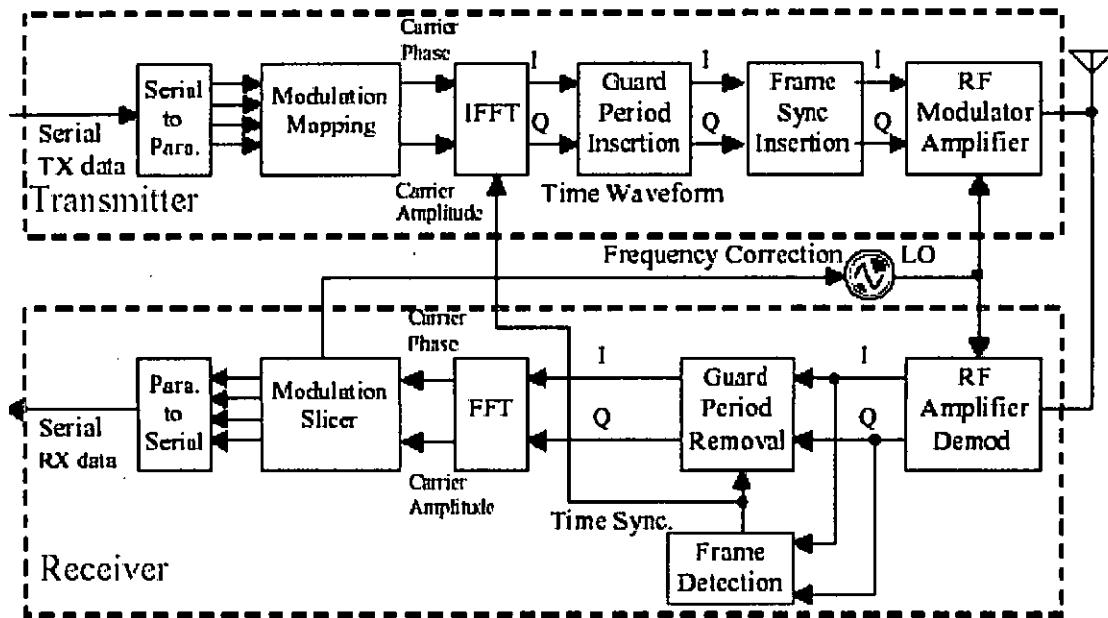 Carrier
Phase
Serial
to
Para.
Modulation
Mapping
IFFT
I
Q
Guard
Period
Insertion
I
Q
Frame
Sync
Insertion
I
Q
RF
Modulator
Amplifier
Serial
TX data
Carrier
Amplitude
Time Waveform
Transmitter
Frequency Correction
LO
Carrier
Phase
Para.
to
Serial
Modulation
Slicer
FFT
I
Q
Guard
Period
Removal
I
Q
RF
Amplifier
Demod
Serial
RX data
Carrier
Amplitude
Time Sync.
Frame
Detection
Receiver